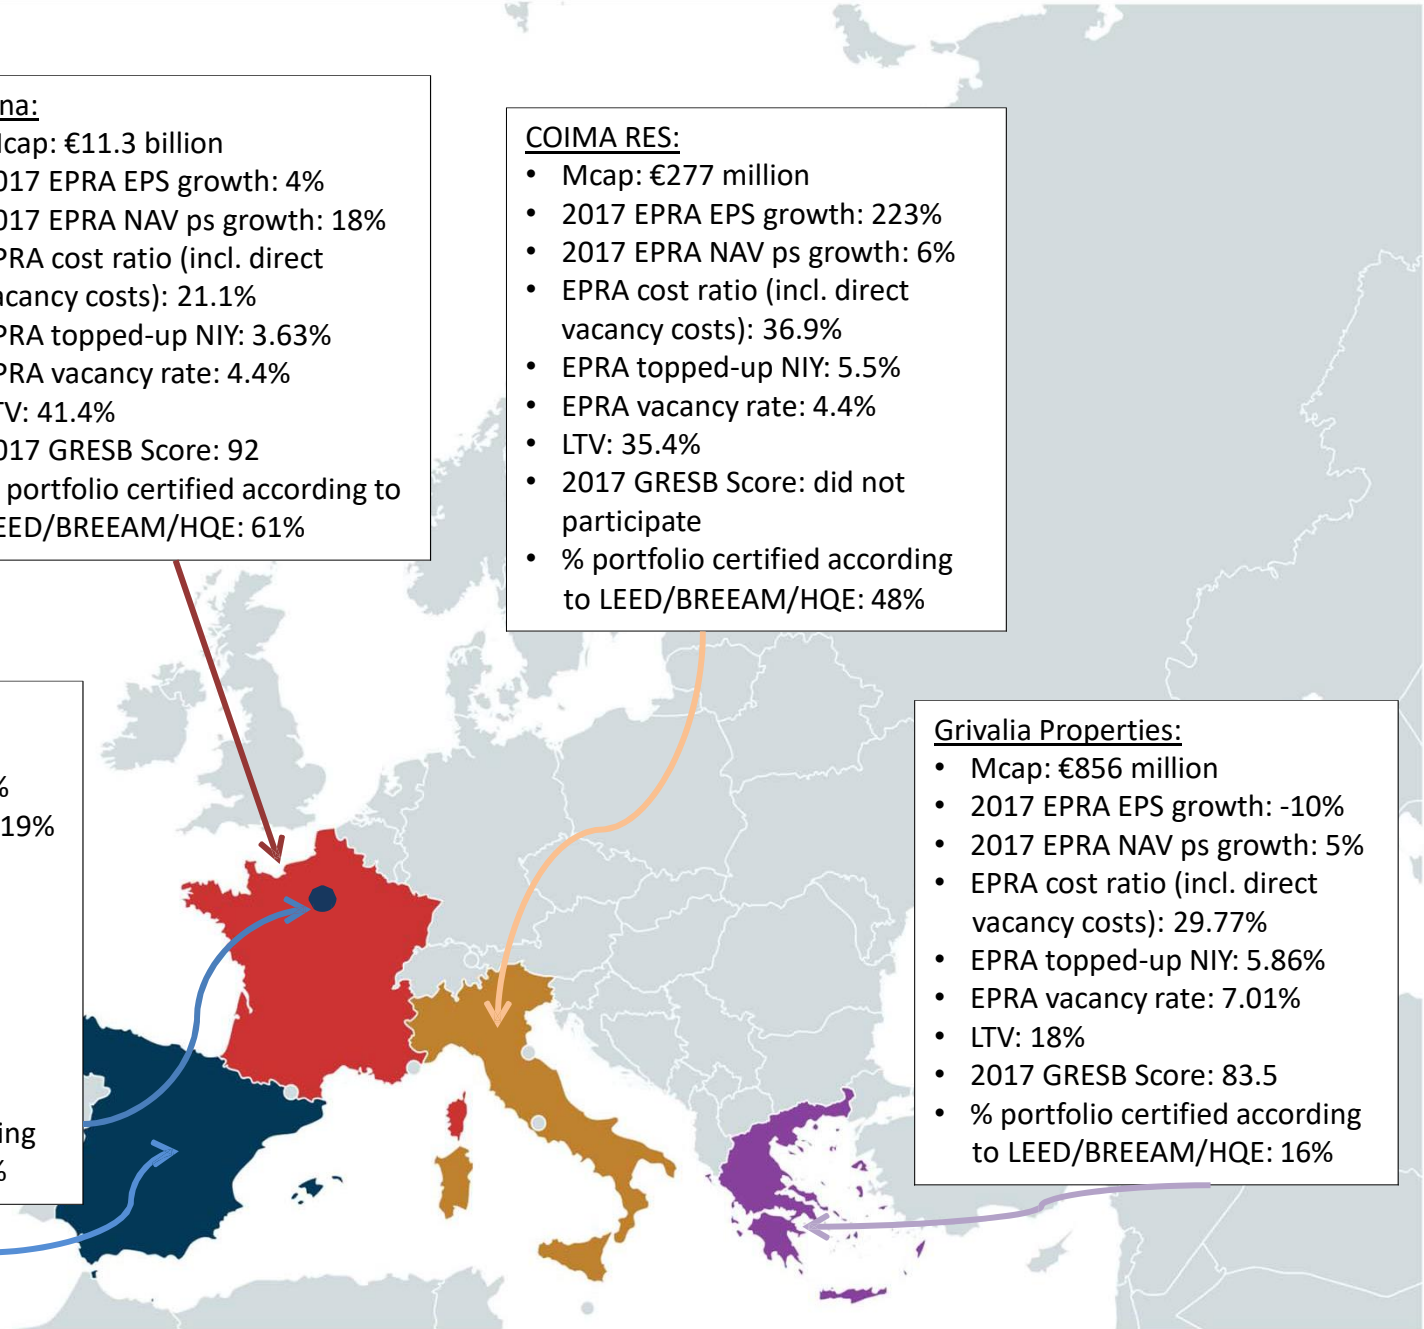 na:
cap: €11.3 billion
017 EPRA EPS growth: 4%
017 EPRA NAV ps growth: 18%
PRA cost ratio (incl. direct
acancy costs): 21.1%
PRA topped-up NIY: 3.63%
PRA vacancy rate: 4.4%
TV: 41.4%
017 GRESB Score: 92
portfolio certified according to
EED/BREEAM/HQE: 61%
COIMA RES:
• Mcap: €277 million
• 2017 EPRA EPS growth: 223%
• 2017 EPRA NAV ps growth: 6%
• EPRA cost ratio (incl. direct
vacancy costs): 36.9%
• EPRA topped-up NIY: 5.5%
• EPRA vacancy rate: 4.4%
• LTV: 35.4%
• 2017 GRESB Score: did not
participate
• % portfolio certified according
to LEED/BREEAM/HQE: 48%
%
19%
ing
%
Grivalia Properties:
• Mcap: €856 million
• 2017 EPRA EPS growth: -10%
• 2017 EPRA NAV ps growth: 5%
• EPRA cost ratio (incl. direct
vacancy costs): 29.77%
• EPRA topped-up NIY: 5.86%
• EPRA vacancy rate: 7.01%
• LTV: 18%
• 2017 GRESB Score: 83.5
• % portfolio certified according
to LEED/BREEAM/HQE: 16%